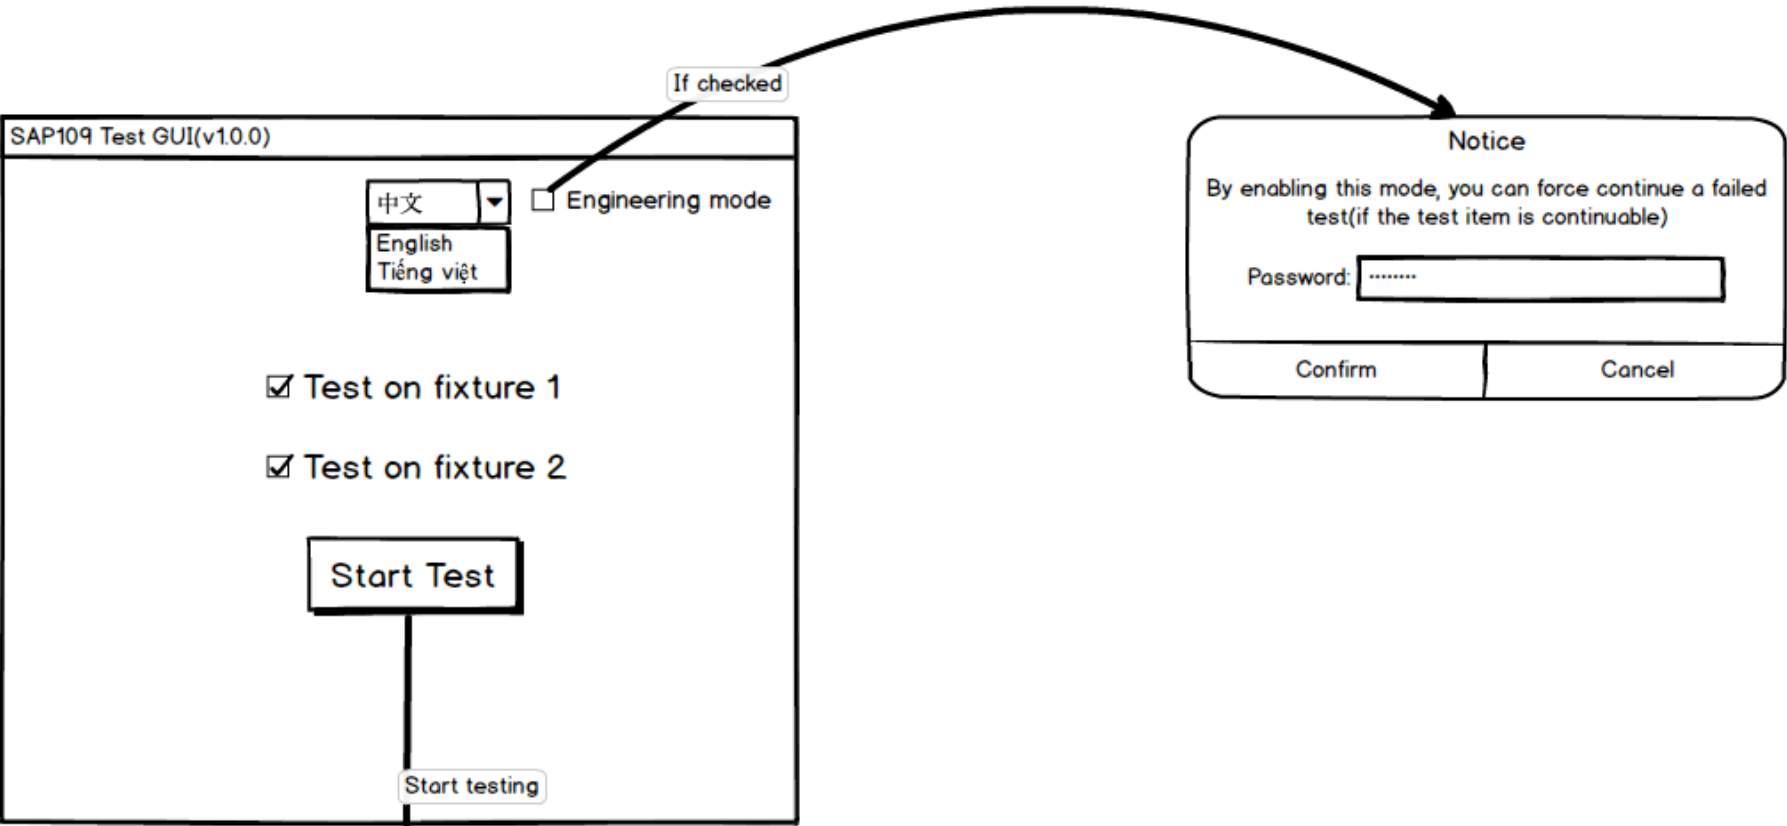 If checked
SAP109 Test GUI(v1.0.0)
中文
Engineering mode
English
Tiếng việt
Test on fixture 1
Test on fixture 2
Start Test
Start testing
Notice
By enabling this mode, you can force continue a failed
test(if the test item is continuable)
Password: ********
Confirm
Cancel